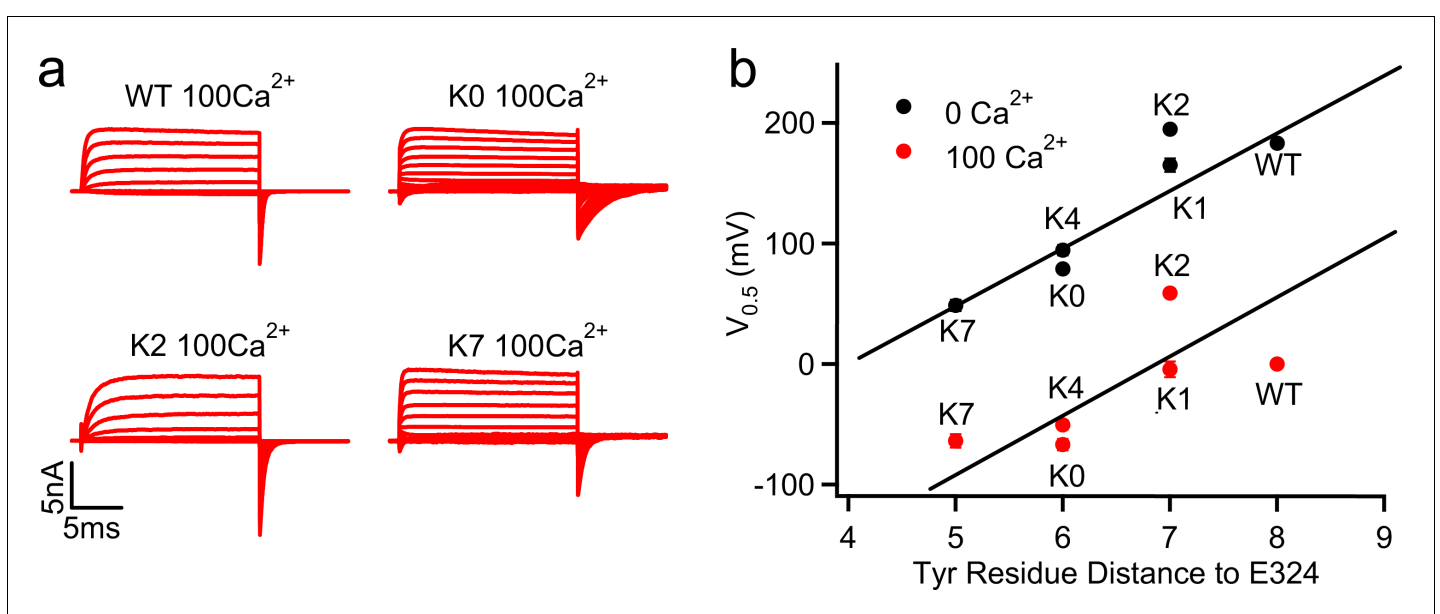 a
WT 100Ca2+
K0 100Ca2+
K2 100Ca2+
K7 100Ca2+
5nA
5ms
b
0 Ca2+
100 Ca2+
V0.5 (mV)
200
100
0
-100
K2
WT
K1
K4
K0
K7
K2
K4
K1
WT
K7
K0
4 5 6 7 8 9
Tyr Residue Distance to E324